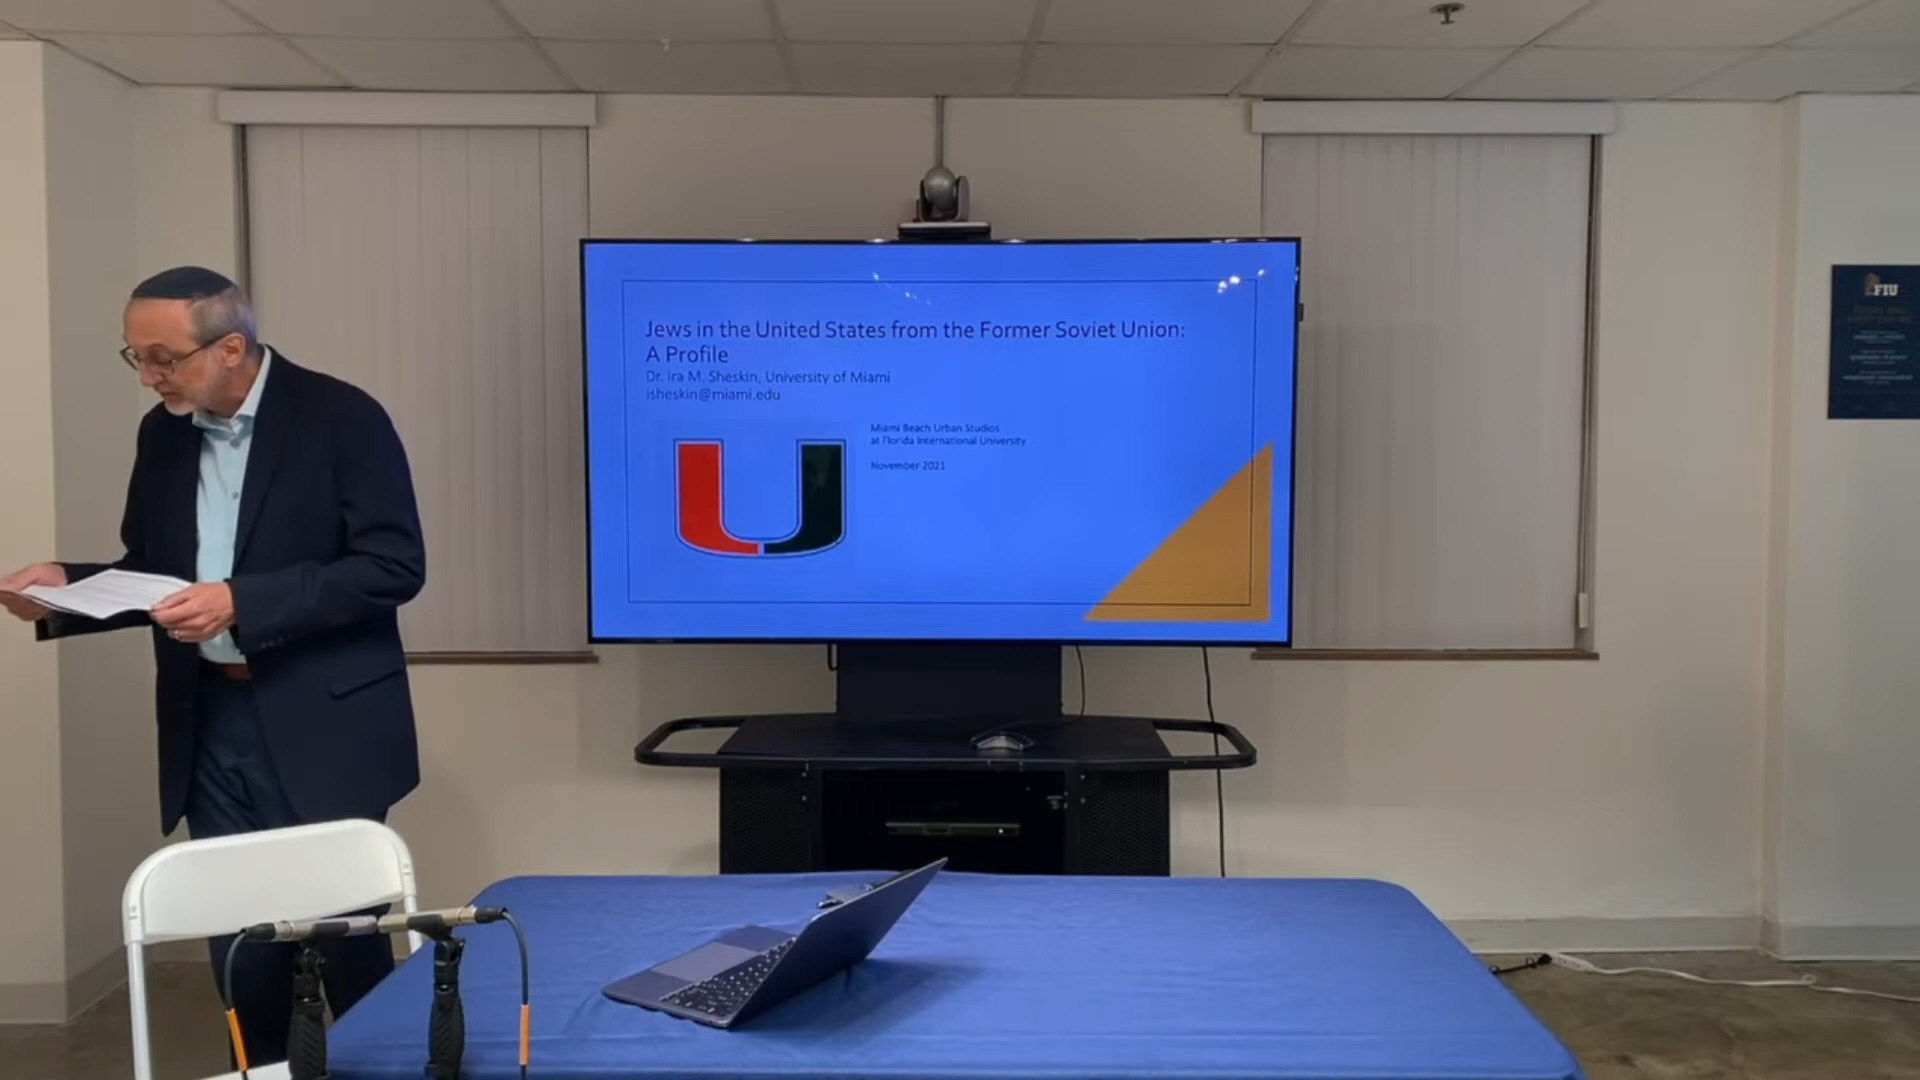 Jews in the United States from the Former Soviet Union:
A Profile
Dr. Ira M. Sheskin, University of Miami
isheskin@miami.edu
Miami Beach Urban Studios
at Florida International University
November 2021
FIU